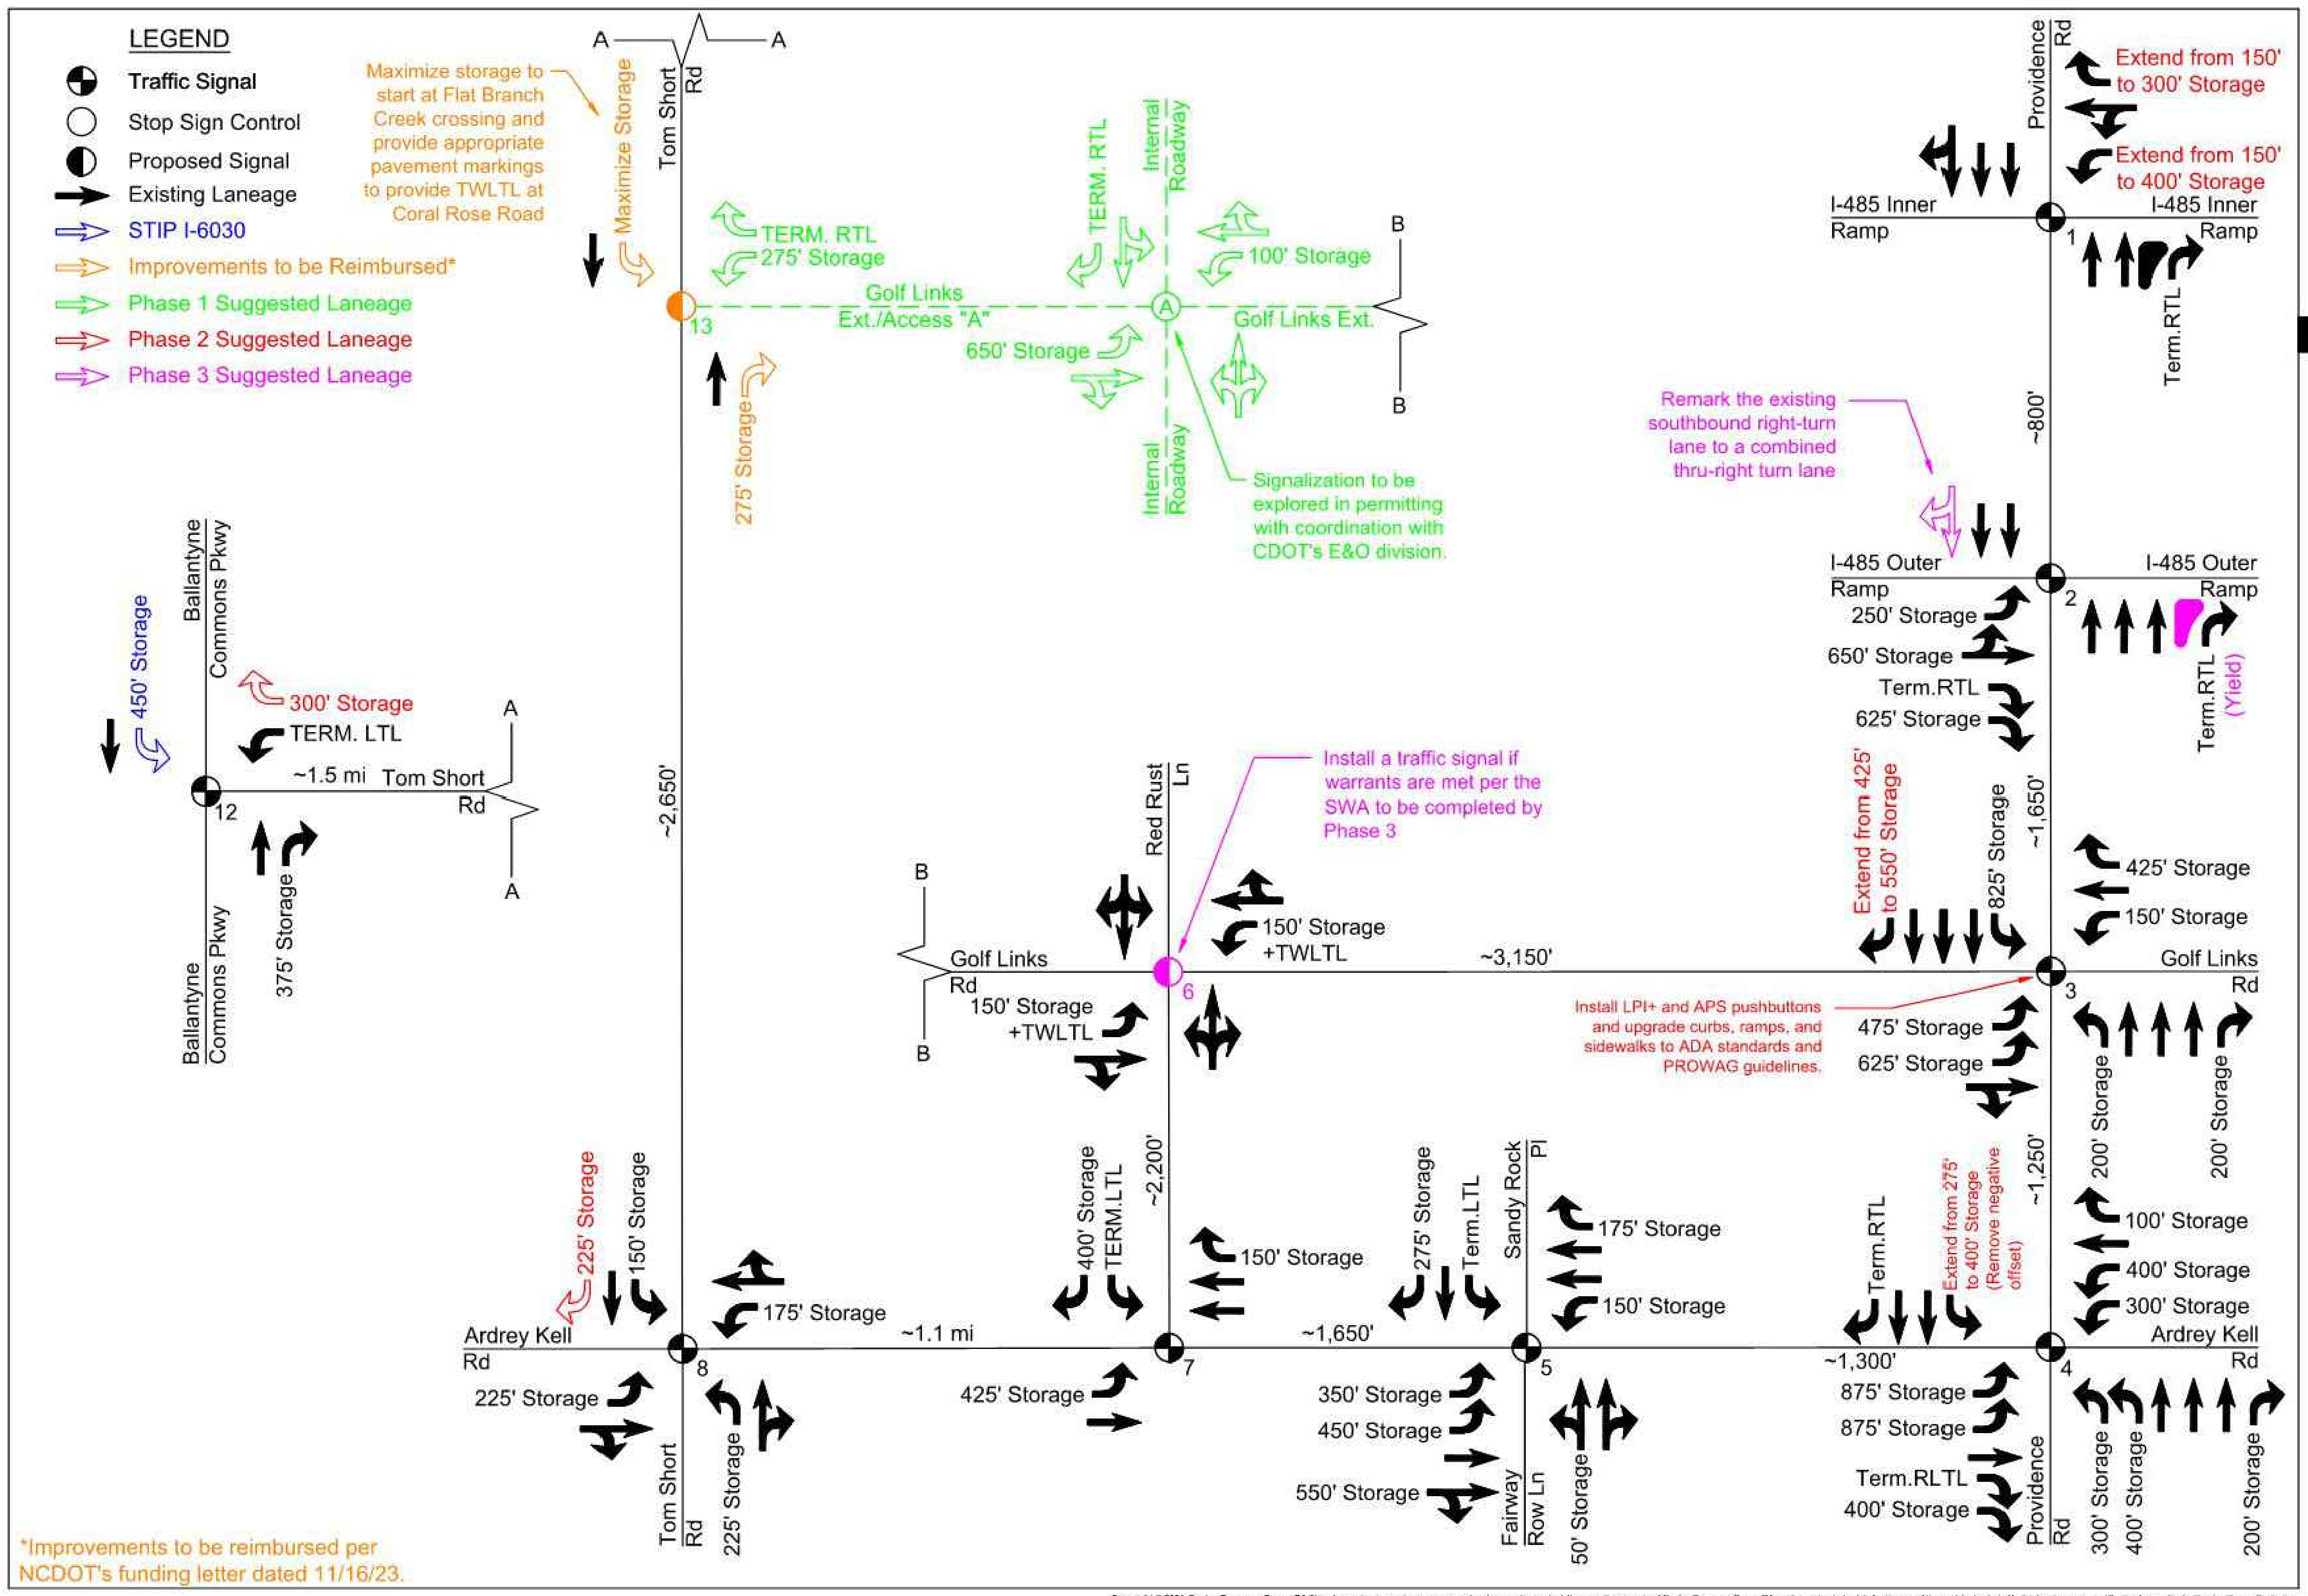 LEGEND
Traffic Signal
Stop Sign Control
Proposed Signal
Existing Laneage
STIP I-6030
Improvements to be Reimbursed*
Phase 1 Suggested Laneage
Phase 2 Suggested Laneage
Phase 3 Suggested Laneage
Maximize storage to
start at Flat Branch
Creek crossing and
provide appropriate
pavement markings
to provide TWLTL at
Coral Rose Road
Maximize Storage
A
A
Tom Short
Rd
TERM. RTL
275' Storage
13
275' Storage
Golf Links
Ext./Access "A"
TERM. RTL
Internal
Roadway
100' Storage
A
650' Storage
Golf Links Ext.
Internal
Roadway
B
B
Signalization to be
explored in permitting
with coordination with
CDOT's E&O division.
Providence
Rd
Extend from 150'
to 300' Storage
Extend from 150'
to 400' Storage
I-485 Inner
Ramp
I-485 Inner
Ramp
1
Term.RTL
~800'
Remark the existing
southbound right-turn
lane to a combined
thru-right turn lane
I-485 Outer
Ramp
I-485 Outer
Ramp
2
250' Storage
650' Storage
Term.RTL
625' Storage
Term.RTL
(Yield)
~1,650'
Ballantyne
Commons Pkwy
450' Storage
300' Storage
TERM. LTL
~1.5 mi
Tom Short
Rd
A
A
12
375' Storage
Ballantyne
Commons Pkwy
~2,650'
Red Rust
Ln
Install a traffic signal if
warrants are met per the
SWA to be completed by
Phase 3
B
B
Golf Links
Rd
150' Storage
+TWLTL
150' Storage
+TWLTL
6
~3,150'
Extend from 425'
to 550' Storage
825' Storage
425' Storage
150' Storage
Golf Links
Rd
3
Install LPI+ and APS pushbuttons
and upgrade curbs, ramps, and
sidewalks to ADA standards and
PROWAG guidelines.
475' Storage
625' Storage
200' Storage
200' Storage
~1,250'
~2,200'
225' Storage
150' Storage
175' Storage
Ardrey Kell
Rd
8
225' Storage
225' Storage
Tom Short
Rd
~1.1 mi
400' Storage
TERM.LTL
150' Storage
7
425' Storage
~1,650'
275' Storage
Term.LTL
Sandy Rock
Pl
175' Storage
150' Storage
5
350' Storage
450' Storage
550' Storage
Fairway
Row Ln
50' Storage
~1,300'
Term.RTL
Extend from 275'
to 400' Storage
(Remove negative
offset)
100' Storage
400' Storage
300' Storage
Ardrey Kell
Rd
4
875' Storage
875' Storage
Term.RLTL
400' Storage
Providence
Rd
300' Storage
400' Storage
200' Storage
*Improvements to be reimbursed per
NCDOT's funding letter dated 11/16/23.